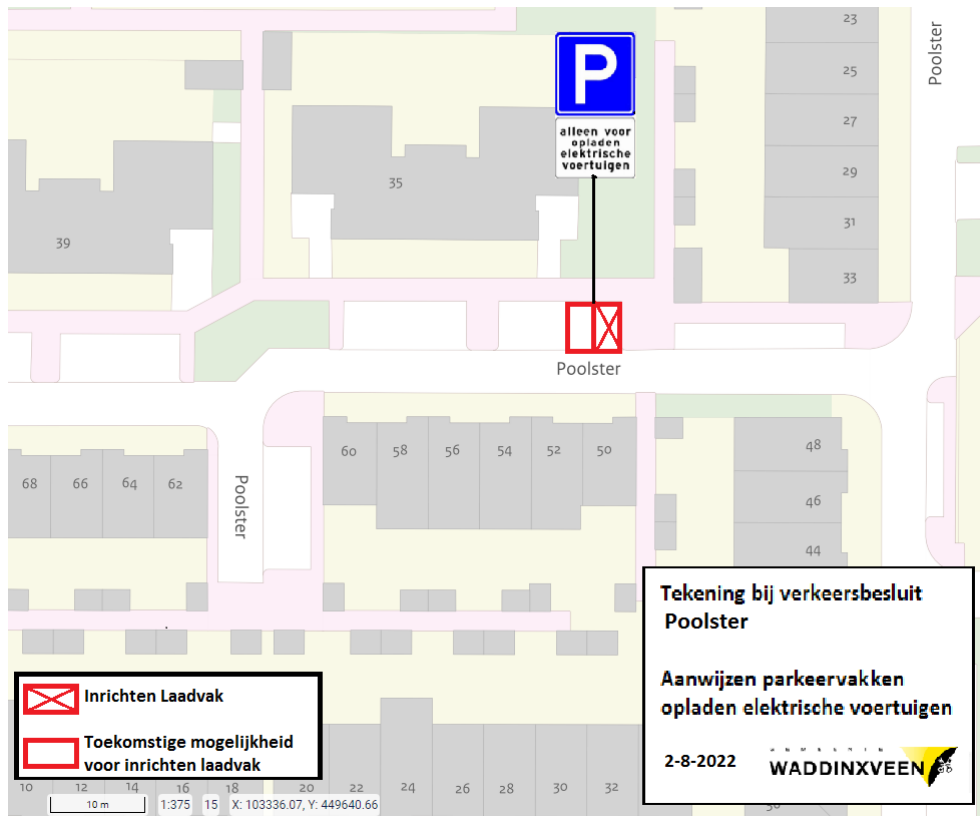 23
Poolster
25
27
29
31
33
P
alleen voor
opladen
elektrische
voertuigen
35
39
Poolster
60
58
56
54
52
50
48
46
44
68
66
64
62
Poolster
Tekening bij verkeersbesluit
Poolster
Aanwijzen parkeervakken
opladen elektrische voertuigen
2-8-2022
WADDINXVEEN
Inrichten Laadvak
Toekomstige mogelijkheid
voor inrichten laadvak
10
12
14
16
18
20
22
24
26
28
30
32
10 m
1:375
15
X: 103336.07, Y: 449640.66